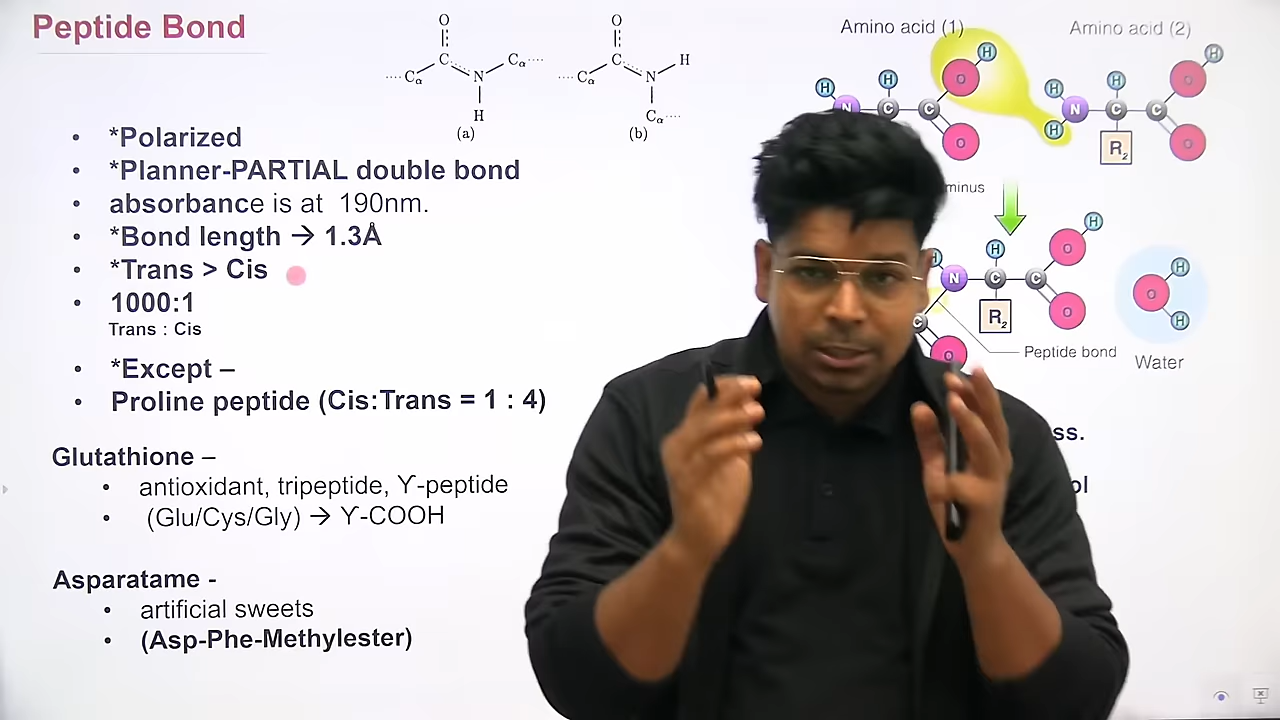 Peptide Bond
O
C
Cα
N
Cα
H
(a)
O
C
Cα
N
H
Cα
(b)
• *Polarized
• *Planner-PARTIAL double bond
• absorbance is at 190nm.
• *Bond length → 1.3Å
• *Trans > Cis
• 1000:1
Trans : Cis
• *Except –
• Proline peptide (Cis:Trans = 1 : 4)
Glutathione –
• antioxidant, tripeptide, ϒ-peptide
• (Glu/Cys/Gly) → ϒ-COOH
Asparatame -
• artificial sweets
• (Asp-Phe-Methylester)
Amino acid (1)
Amino acid (2)
H
H
O
H
N
C
C
O
H
H
H
O
N
C
C
H
R2
O
minus
H
H
H
O
N
C
C
R2
O
C
O
Peptide bond
H
O
H
Water
ss.
ol